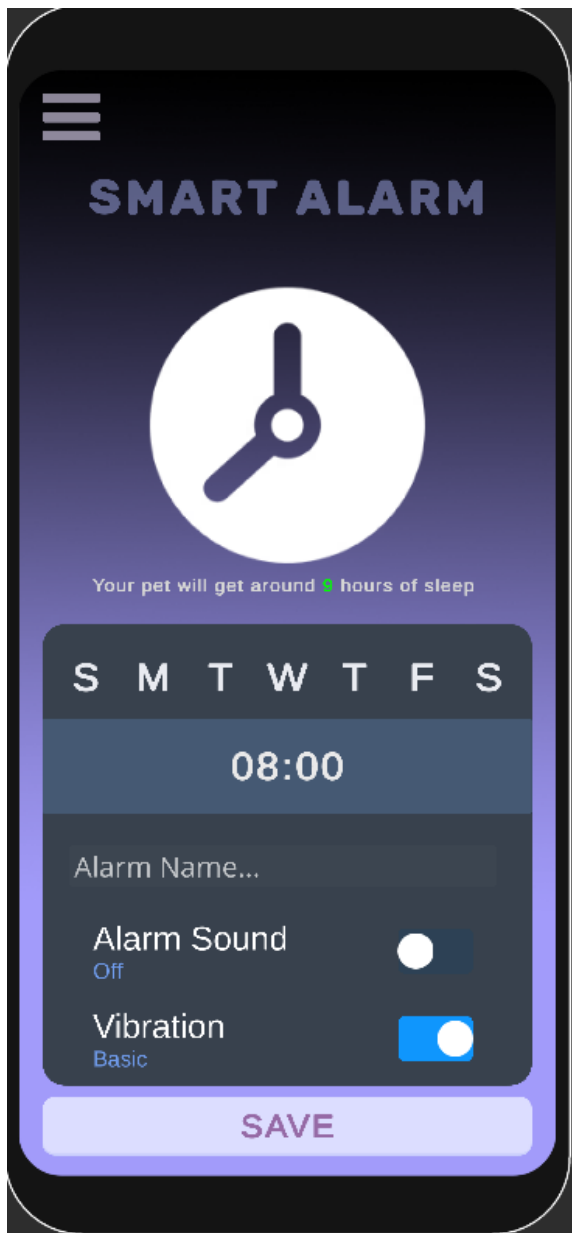 SMART ALARM
Your pet will get around 9 hours of sleep
S M T W T F S
08:00
Alarm Name...
Alarm Sound
Off
Vibration
Basic
SAVE